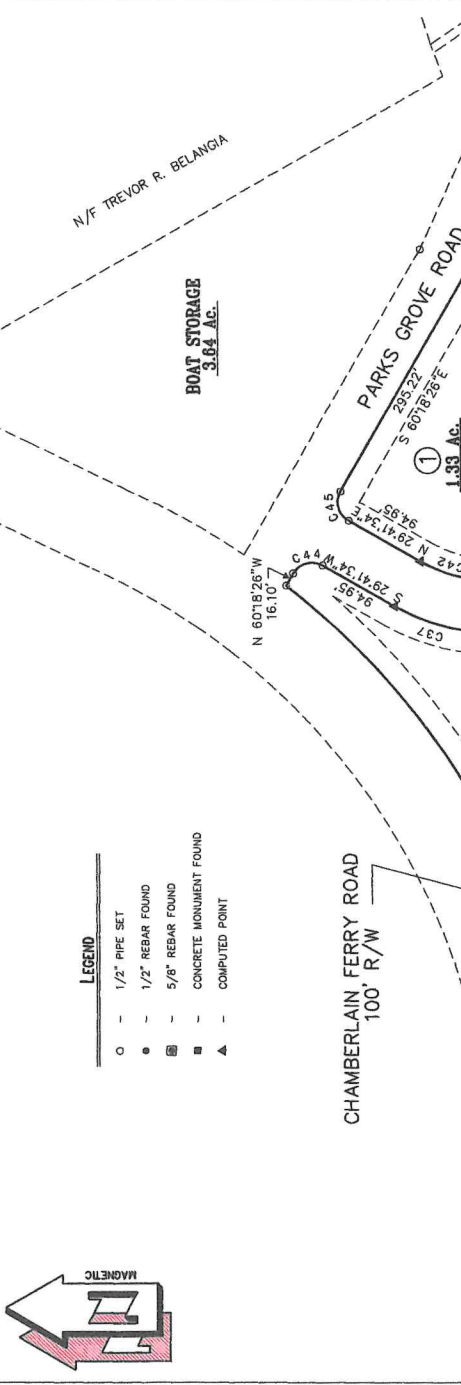 N/F TREVOR R. BELANGIA
BOAT STORAGE
3.64 Ac.
PARKS GROVE ROAD
295.22'
S 60°18'26"E
1
1.33 Ac.
C45
N 29°41'34"E
94.95'
C42
N 60°18'26"W
16.10'
C44
S 29°41'34"W
94.95'
C37
LEGEND
– 1/2" PIPE SET
– 1/2" REBAR FOUND
– 5/8" REBAR FOUND
– CONCRETE MONUMENT FOUND
– COMPUTED POINT
CHAMBERLAIN FERRY ROAD
100' R/W
MAGNETIC